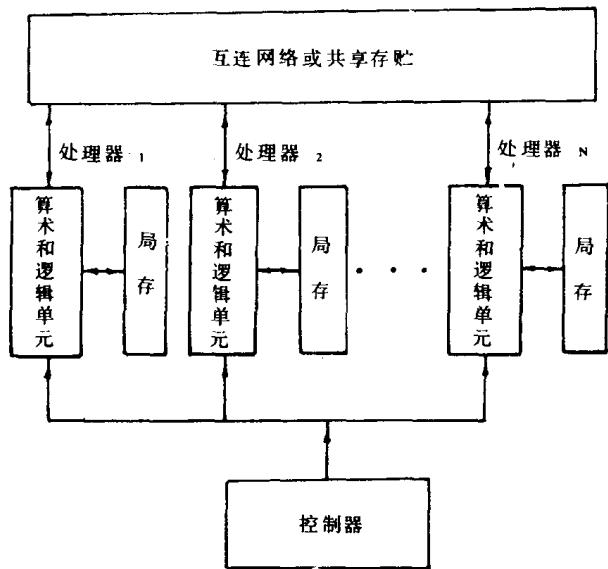 互连网络或共享存贮
处理器 1
处理器 2
处理器 N
算术和逻辑单元
局存
算术和逻辑单元
局存
· · ·
算术和逻辑单元
局存
控制器